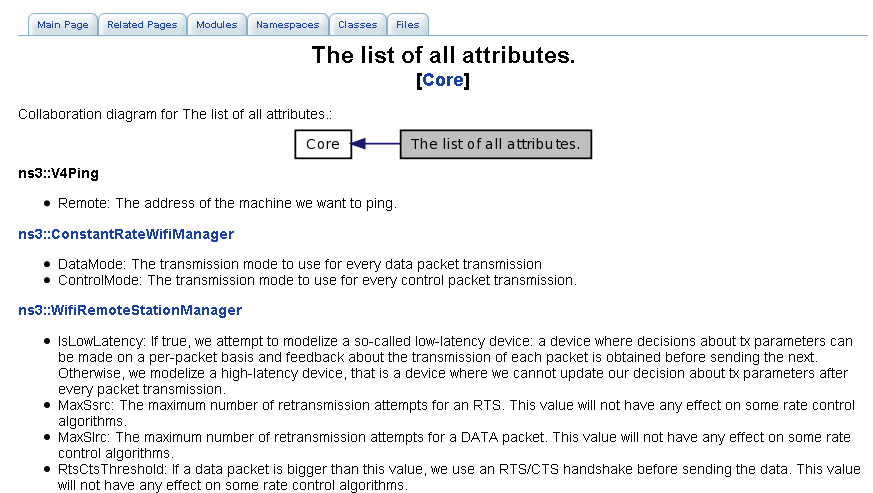 Main Page Related Pages Modules Namespaces Classes Files
The list of all attributes.
[Core]
Collaboration diagram for The list of all attributes.:
Core The list of all attributes.
ns3::V4Ping
• Remote: The address of the machine we want to ping.
ns3::ConstantRateWifiManager
• DataMode: The transmission mode to use for every data packet transmission
• ControlMode: The transmission mode to use for every control packet transmission.
ns3::WifiRemoteStationManager
• IsLowLatency: If true, we attempt to modelize a so-called low-latency device: a device where decisions about tx parameters can
be made on a per-packet basis and feedback about the transmission of each packet is obtained before sending the next.
Otherwise, we modelize a high-latency device, that is a device where we cannot update our decision about tx parameters after
every packet transmission.
• MaxSsrc: The maximum number of retransmission attempts for an RTS. This value will not have any effect on some rate control
algorithms.
• MaxSlrc: The maximum number of retransmission attempts for a DATA packet. This value will not have any effect on some rate
control algorithms.
• RtsCtsThreshold: If a data packet is bigger than this value, we use an RTS/CTS handshake before sending the data. This value
will not have any effect on some rate control algorithms.